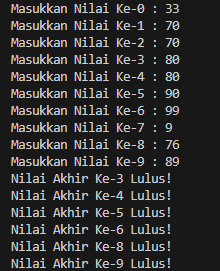 Masukkan Nilai Ke-0 : 33
Masukkan Nilai Ke-1 : 70
Masukkan Nilai Ke-2 : 70
Masukkan Nilai Ke-3 : 80
Masukkan Nilai Ke-4 : 80
Masukkan Nilai Ke-5 : 90
Masukkan Nilai Ke-6 : 99
Masukkan Nilai Ke-7 : 9
Masukkan Nilai Ke-8 : 76
Masukkan Nilai Ke-9 : 89
Nilai Akhir Ke-3 Lulus!
Nilai Akhir Ke-4 Lulus!
Nilai Akhir Ke-5 Lulus!
Nilai Akhir Ke-6 Lulus!
Nilai Akhir Ke-8 Lulus!
Nilai Akhir Ke-9 Lulus!